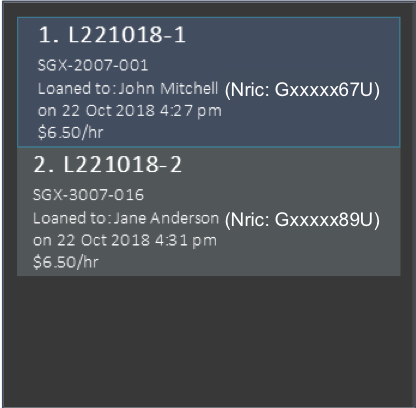 1. L221018-1
SGX-2007-001
Loaned to: John Mitchell (Nric: Gxxxxx67U)
on 22 Oct 2018 4:27 pm
$6.50/hr
2. L221018-2
SGX-3007-016
Loaned to: Jane Anderson (Nric: Gxxxxx89U)
on 22 Oct 2018 4:31 pm
$6.50/hr